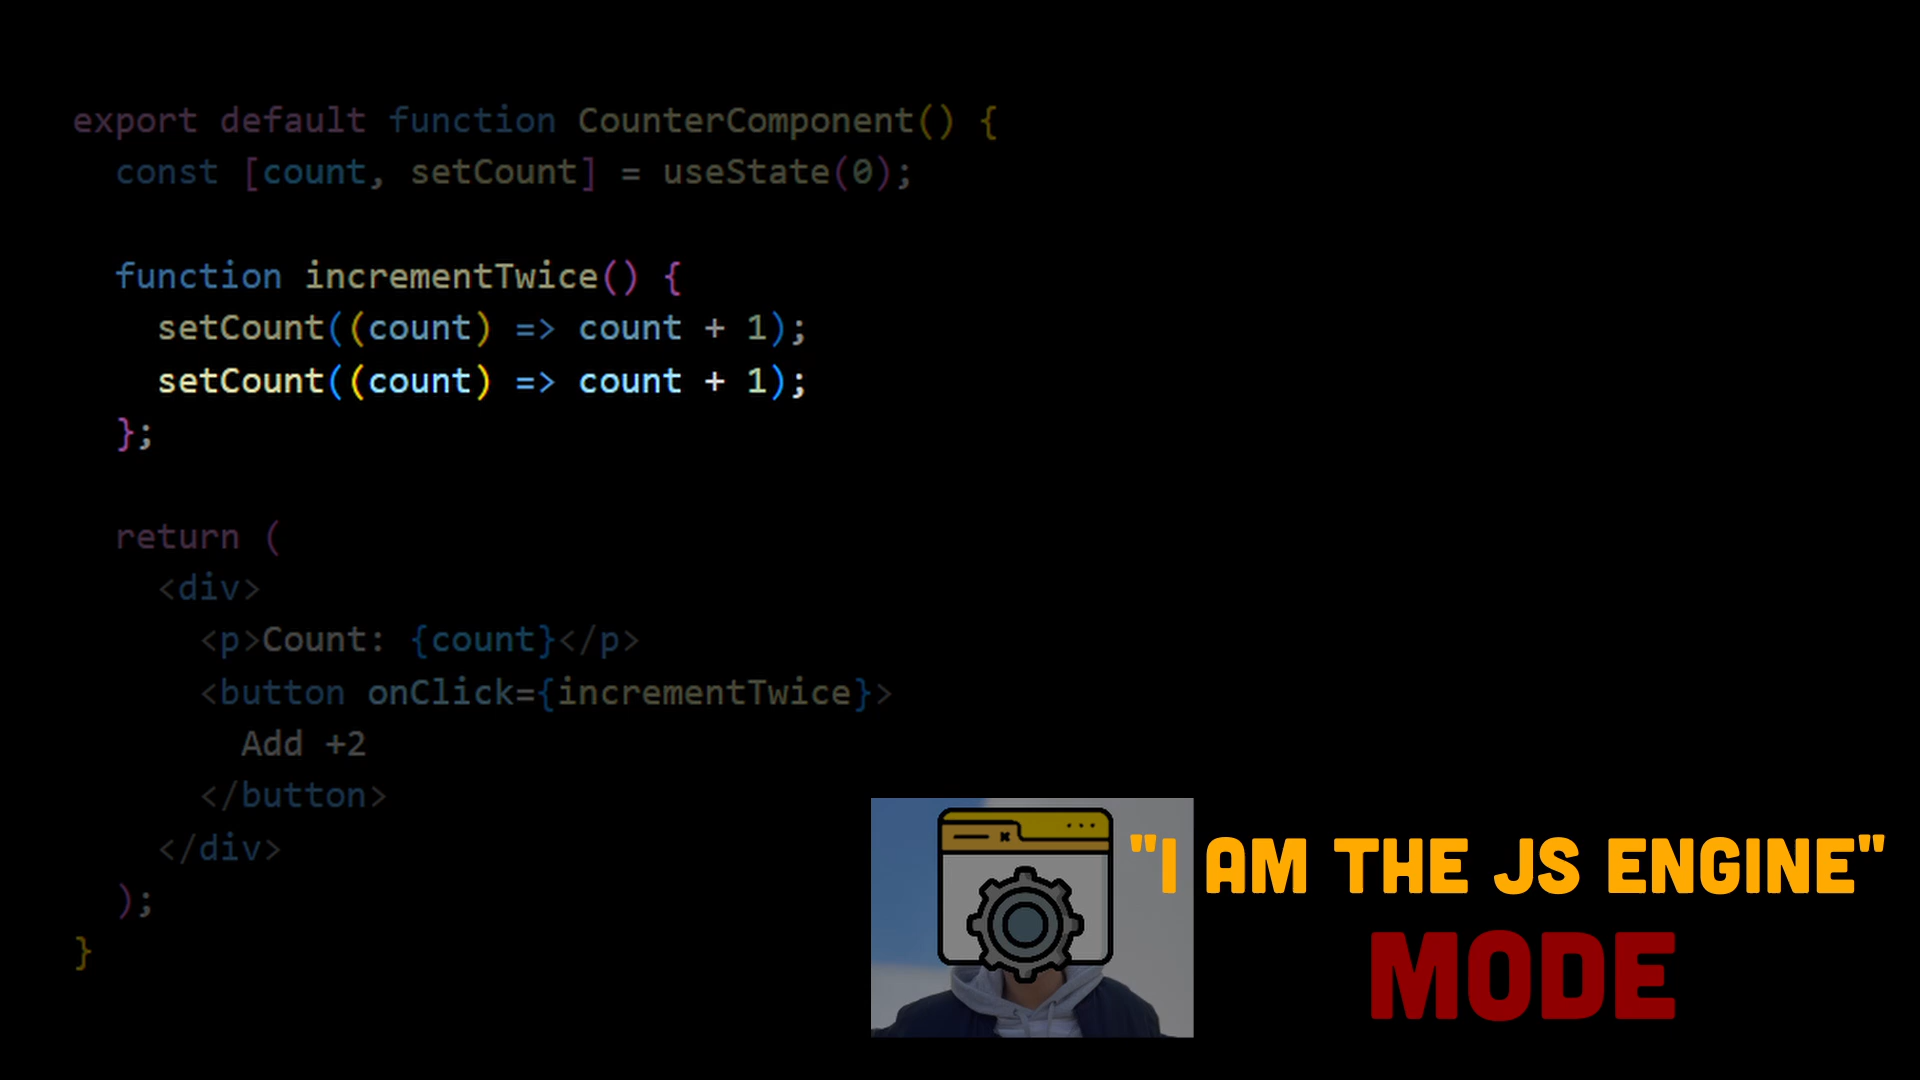 export default function CounterComponent() {
const [count, setCount] = useState(0);
function incrementTwice() {
setCount((count) => count + 1);
setCount((count) => count + 1);
};
return (
<div>
<p>Count: {count}</p>
<button onClick={incrementTwice}>
Add +2
</button>
</div>
);
}
"I AM THE JS ENGINE"
MODE